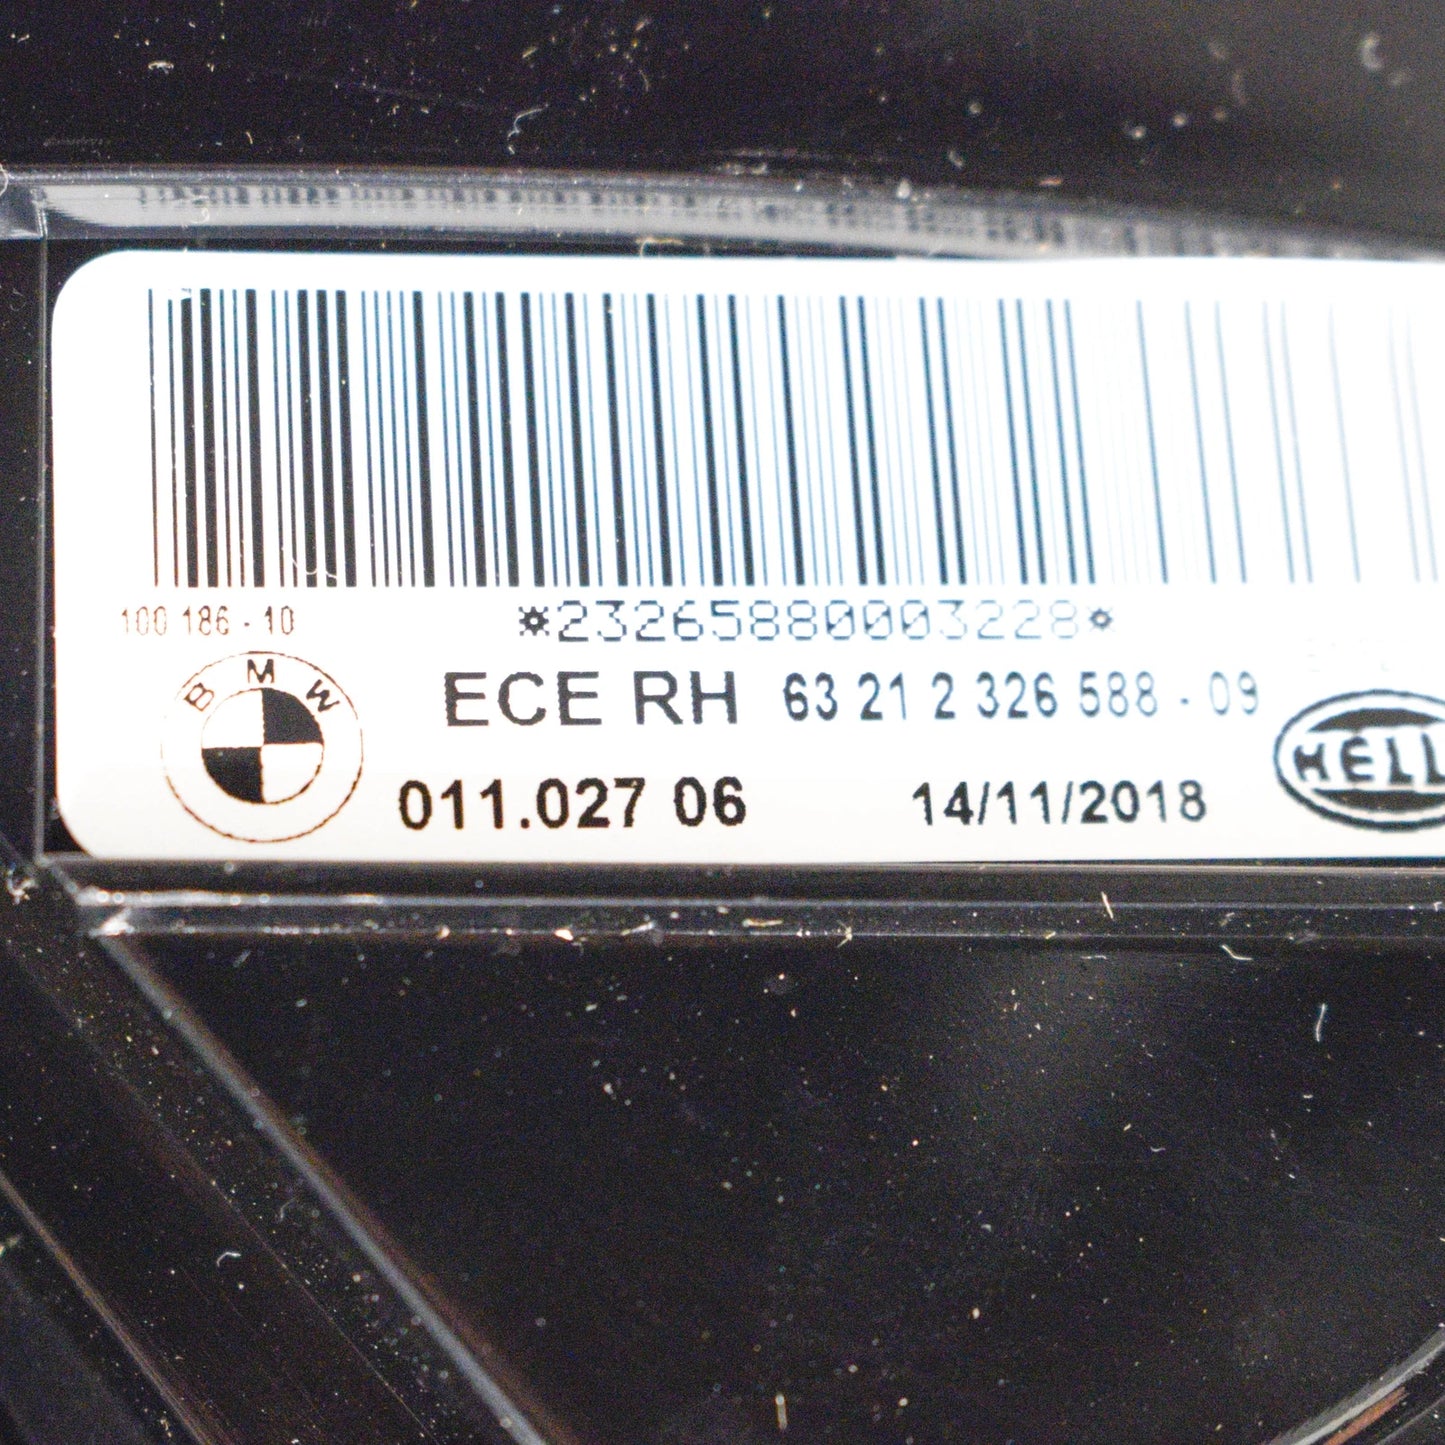 100 186 - 10
*23265880003228*
BMW
ECE RH 63 21 2 326 588 - 09
011.027 06 14/11/2018
HELL